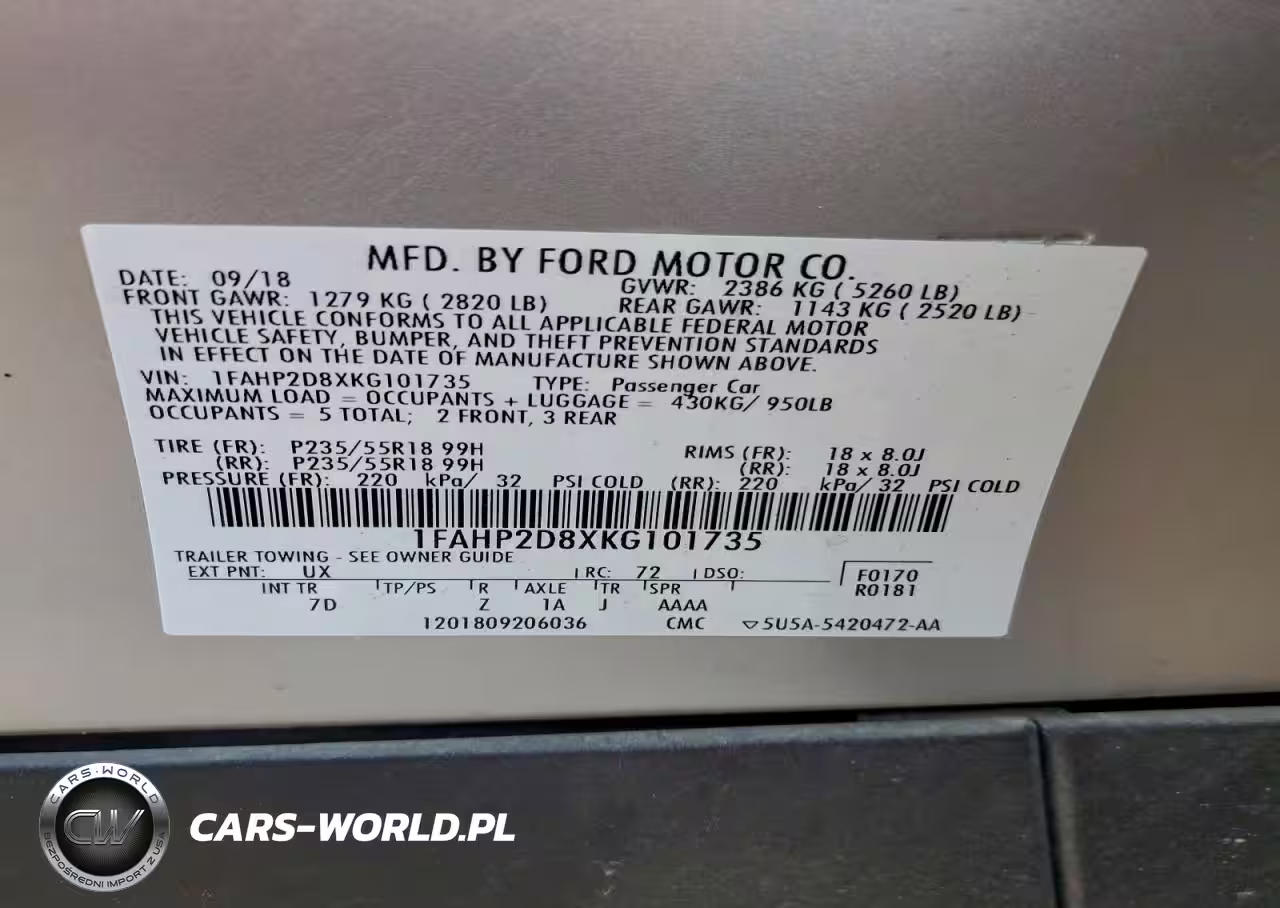 MFD. BY FORD MOTOR CO.
DATE: 09/18 GVWR: 2386 KG ( 5260 LB)
FRONT GAWR: 1279 KG ( 2820 LB) REAR GAWR: 1143 KG ( 2520 LB)
THIS VEHICLE CONFORMS TO ALL APPLICABLE FEDERAL MOTOR
VEHICLE SAFETY, BUMPER, AND THEFT PREVENTION STANDARDS
IN EFFECT ON THE DATE OF MANUFACTURE SHOWN ABOVE.
VIN: 1FAHP2D8XKG101735 TYPE: Passenger Car
MAXIMUM LOAD = OCCUPANTS + LUGGAGE = 430KG/ 950LB
OCCUPANTS = 5 TOTAL; 2 FRONT, 3 REAR
TIRE (FR): P235/55R18 99H RIMS (FR): 18 x 8.0J
(RR): P235/55R18 99H (RR): 18 x 8.0J
PRESSURE (FR): 220 kPa/ 32 PSI COLD (RR): 220 kPa/ 32 PSI COLD
1FAHP2D8XKG101735
TRAILER TOWING - SEE OWNER GUIDE
EXT PNT: UX RC: 72 DSO: F0170
INT TR TP/PS R AXLE TR SPR R0181
7D Z 1A J AAAA
1201809206036 CMC ▽5U5A-5420472-AA
CARS-WORLD
CW
BEZPOŚREDNI IMPORT Z USA
CARS-WORLD.PL